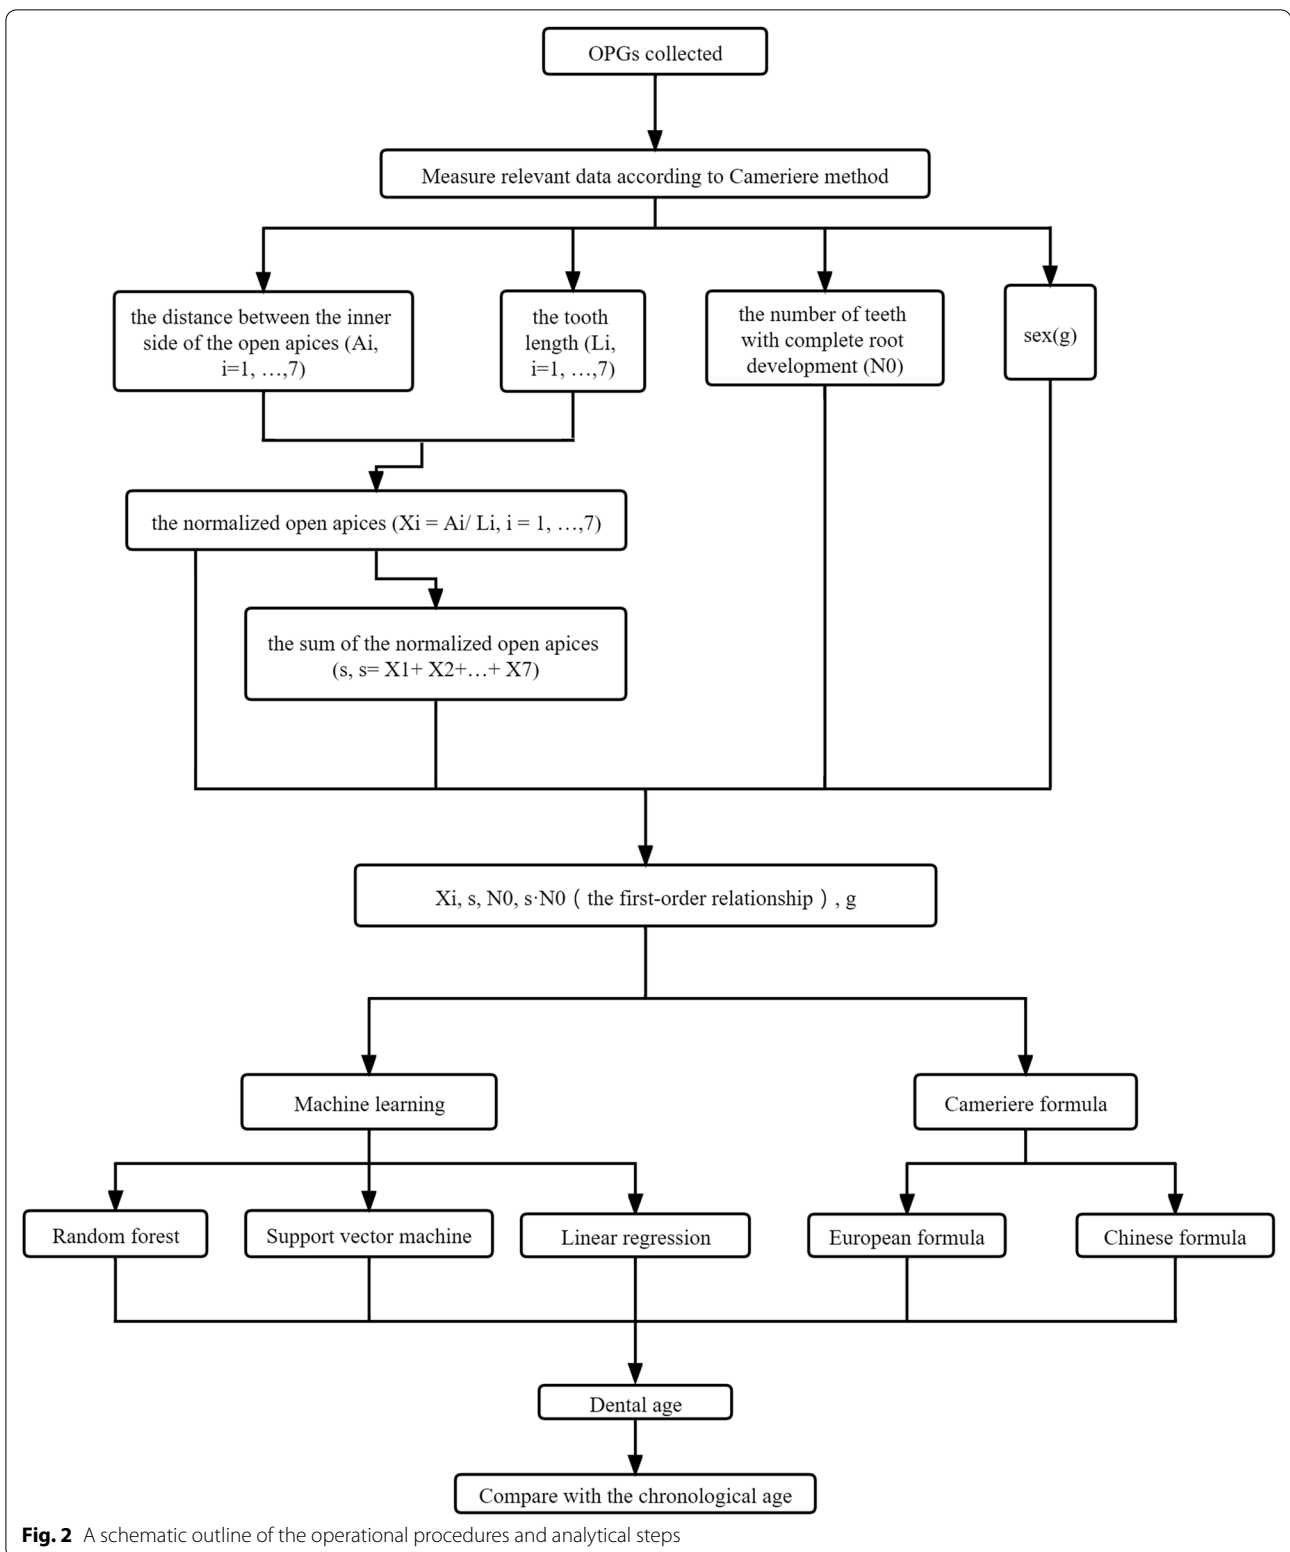 OPGs collected
Measure relevant data according to Cameriere method
the distance between the inner
side of the open apices (Ai,
i=1, …,7)
the tooth
length (Li,
i=1, …,7)
the number of teeth
with complete root
development (N0)
sex(g)
the normalized open apices (Xi = Ai/ Li, i = 1, …,7)
the sum of the normalized open apices
(s, s= X1+ X2+…+ X7)
Xi, s, N0, s·N0（the first-order relationship）, g
Machine learning
Cameriere formula
Random forest
Support vector machine
Linear regression
European formula
Chinese formula
Dental age
Compare with the chronological age
Fig. 2 A schematic outline of the operational procedures and analytical steps